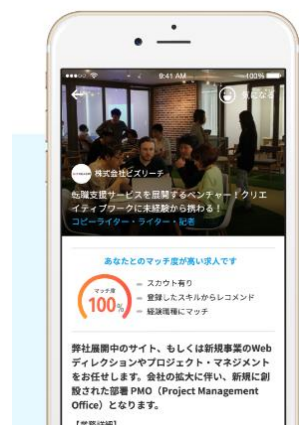 9:41 AM
100%
気になる
株式会社ビズリーチ
転職支援サービスを展開するベンチャー！クリエ
イティブワークに未経験から携わる！
コピーライター・ライター・記者
あなたとのマッチ度が高い求人です
マッチ度
100%
スカウト有り
登録したスキルからレコメンド
経験職種にマッチ
弊社展開中のサイト、もしくは新規事業のWeb
ディレクションやプロジェクト・マネジメント
をお任せします。会社の拡大に伴い、新規に創
設された部署 PMO（Project Management
Office）となります。
【業務詳細】